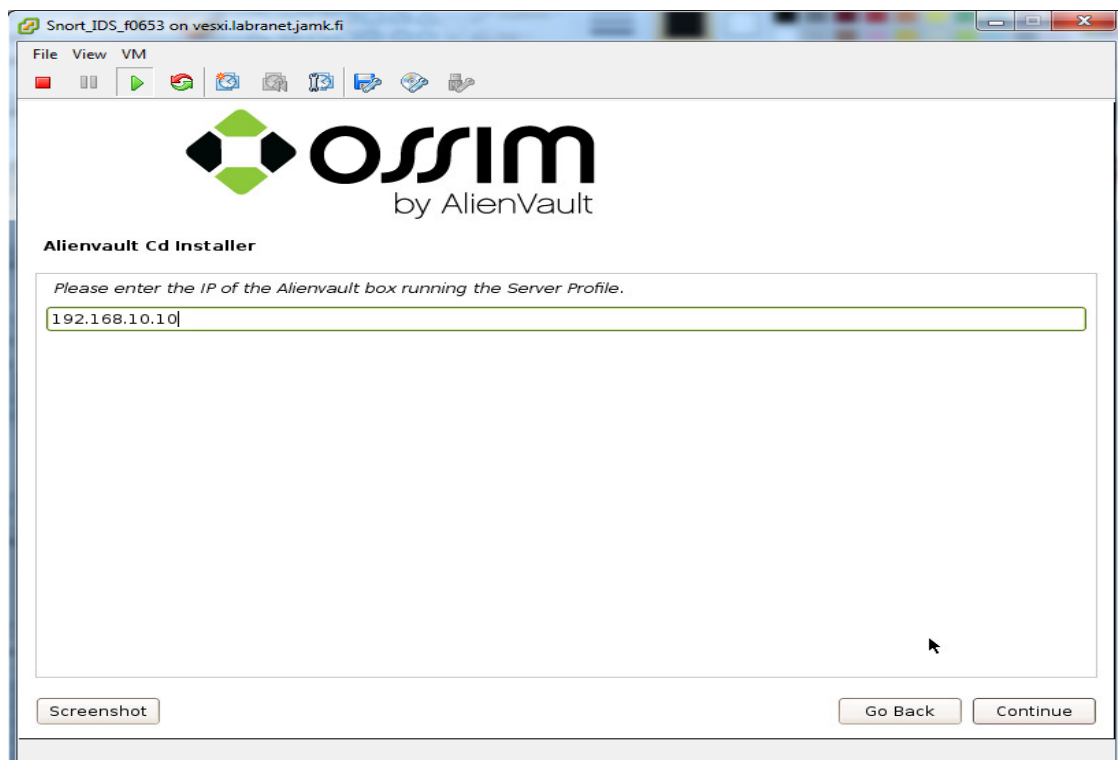 Snort_IDS_f0653 on vesxi.labranet.jamk.fi
File View VM
OSSIM
by AlienVault
Alienvault Cd Installer
Please enter the IP of the Alienvault box running the Server Profile.
192.168.10.10
Screenshot
Go Back
Continue